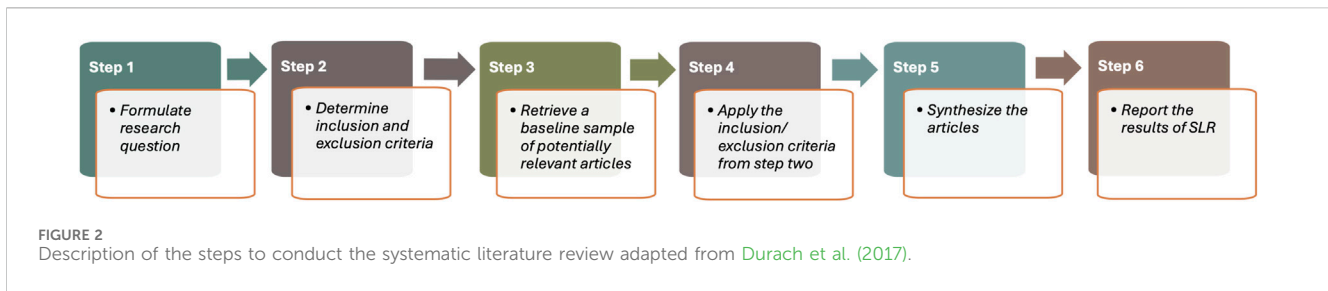 Step 1
• Formulate
research
question
Step 2
• Determine
inclusion and
exclusion criteria
Step 3
• Retrieve a
baseline sample
of potentially
relevant articles
Step 4
• Apply the
inclusion/
exclusion criteria
from step two
Step 5
• Synthesize the
articles
Step 6
• Report the
results of SLR
FIGURE 2
Description of the steps to conduct the systematic literature review adapted from Durach et al. (2017).